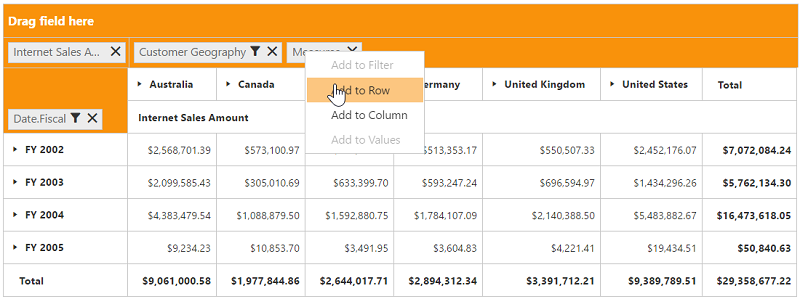 Drag field here
Internet Sales A... Customer Geography Measures
Add to Filter
Add to Row
Add to Column
Add to Values
Australia Canada ermany United Kingdom United States Total
Date.Fiscal Internet Sales Amount
FY 2002 $2,568,701.39 $573,100.97 $513,353.17 $550,507.33 $2,452,176.07 $7,072,084.24
FY 2003 $2,099,585.43 $305,010.69 $633,399.70 $593,247.24 $696,594.97 $1,434,296.26 $5,762,134.30
FY 2004 $4,383,479.54 $1,088,879.50 $1,592,880.75 $1,784,107.09 $2,140,388.50 $5,483,882.67 $16,473,618.05
FY 2005 $9,234.23 $10,853.70 $3,491.95 $3,604.83 $4,221.41 $19,434.51 $50,840.63
Total $9,061,000.58 $1,977,844.86 $2,644,017.71 $2,894,312.34 $3,391,712.21 $9,389,789.51 $29,358,677.22